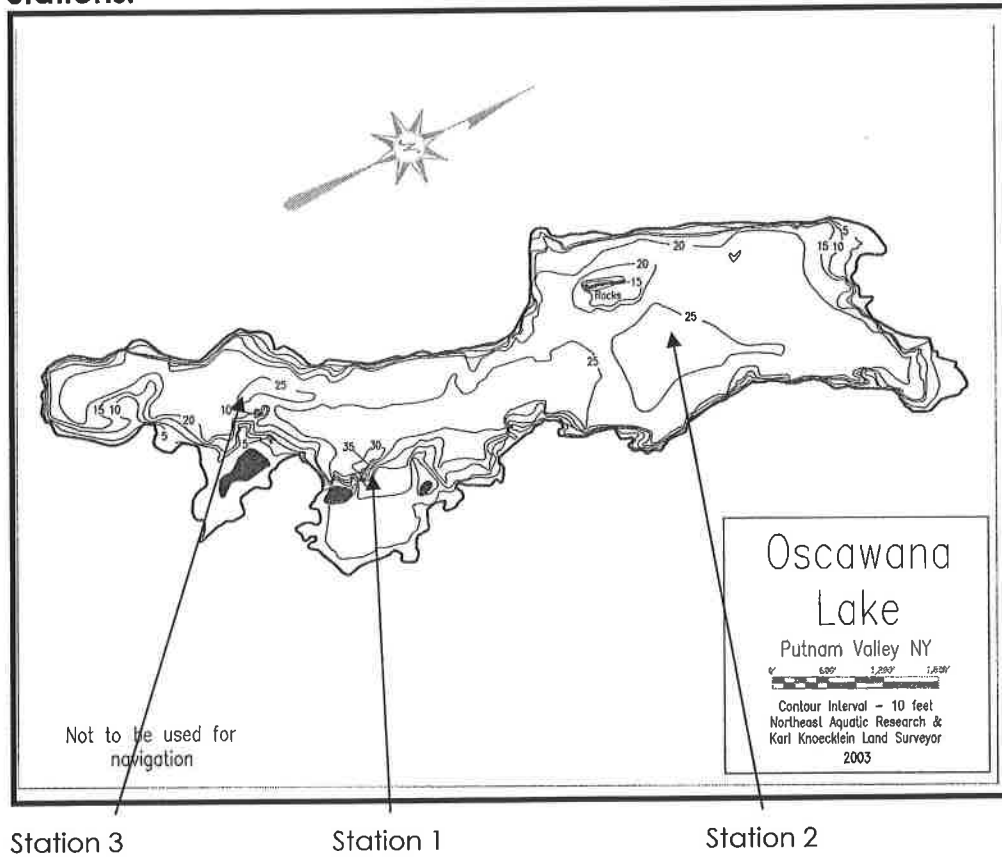 stations.
N
20
5
15 10
20
15
Rocks
25
25
25
10
15 10
20
5
5
35 30
Oscawana
Lake
Putnam Valley NY
0' 600' 1,200'
Contour Interval - 10 feet
Northeast Aquatic Research &
Karl Knoecklein Land Surveyor
2003
Not to be used for
navigation
Station 3 Station 1 Station 2